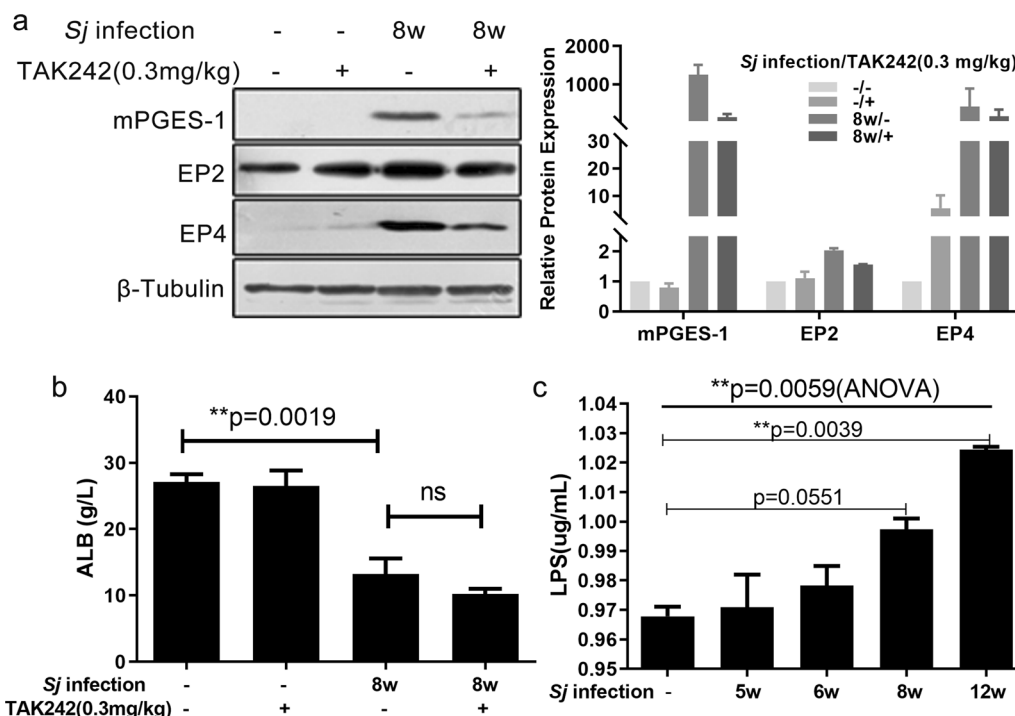 a
Sj infection - - 8w 8w
TAK242(0.3mg/kg) - + - +
mPGES-1
EP2
EP4
β-Tubulin
Relative Protein Expression
2000
1000
30
20
10
2
1
0
Sj infection/TAK242(0.3 mg/kg)
-/-
-/+
8w/-
8w/+
mPGES-1 EP2 EP4
b
ALB (g/L)
40
30
20
10
0
**p=0.0019
ns
Sj infection - - 8w 8w
TAK242(0.3mg/kg) - + - +
c
LPS(ug/mL)
1.04
1.03
1.02
1.01
1.00
0.99
0.98
0.97
0.96
0.95
**p=0.0059(ANOVA)
**p=0.0039
p=0.0551
Sj infection - 5w 6w 8w 12w